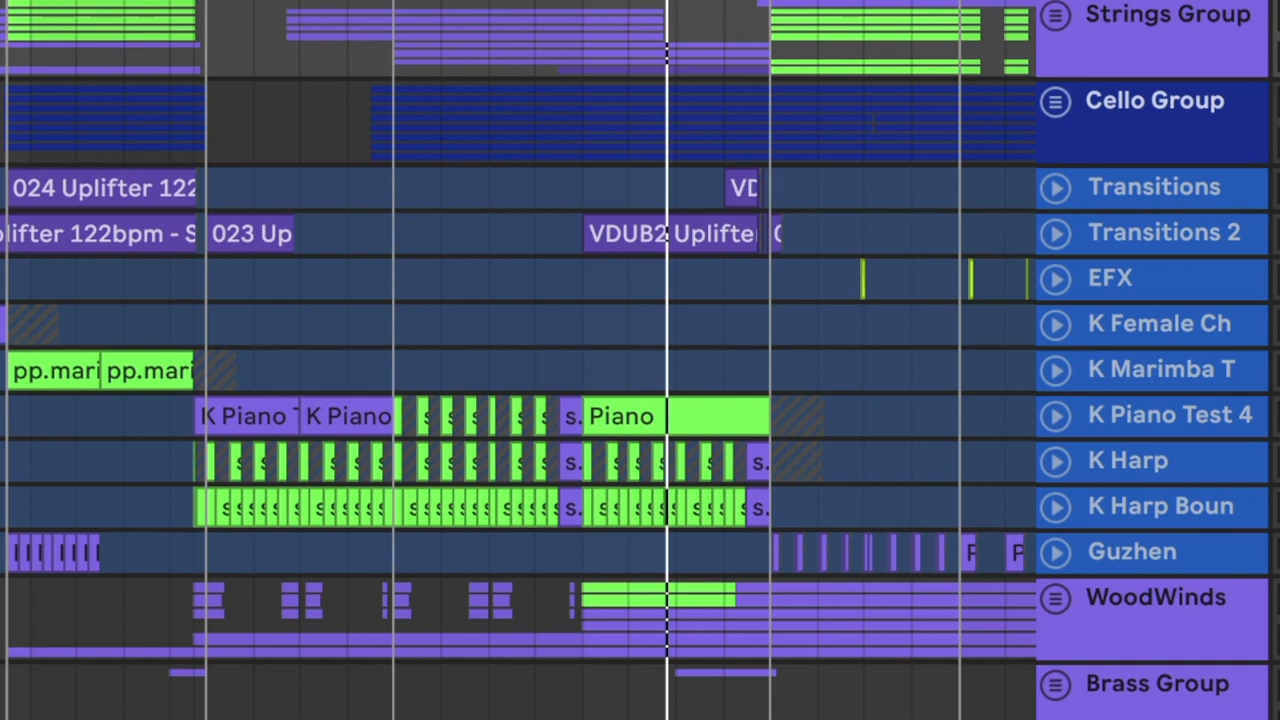 Strings Group
Cello Group
024 Uplifter 122
VD
Transitions
lifter 122bpm - S
023 Up
VDUB2 Uplifte
Transitions 2
EFX
K Female Ch
pp.mari
pp.mari
K Marimba T
K Piano T
K Piano
s
s
s
s
s
s.
Piano
K Piano Test 4
s
s
s
s
s
s
s
s
s
s
s.
s
s
s
s
s.
K Harp
s s s s s s s s s s s s s s s s s s s s s s s s s. s s s s s s s s s s.
K Harp Boun
P
P
Guzhen
WoodWinds
Brass Group